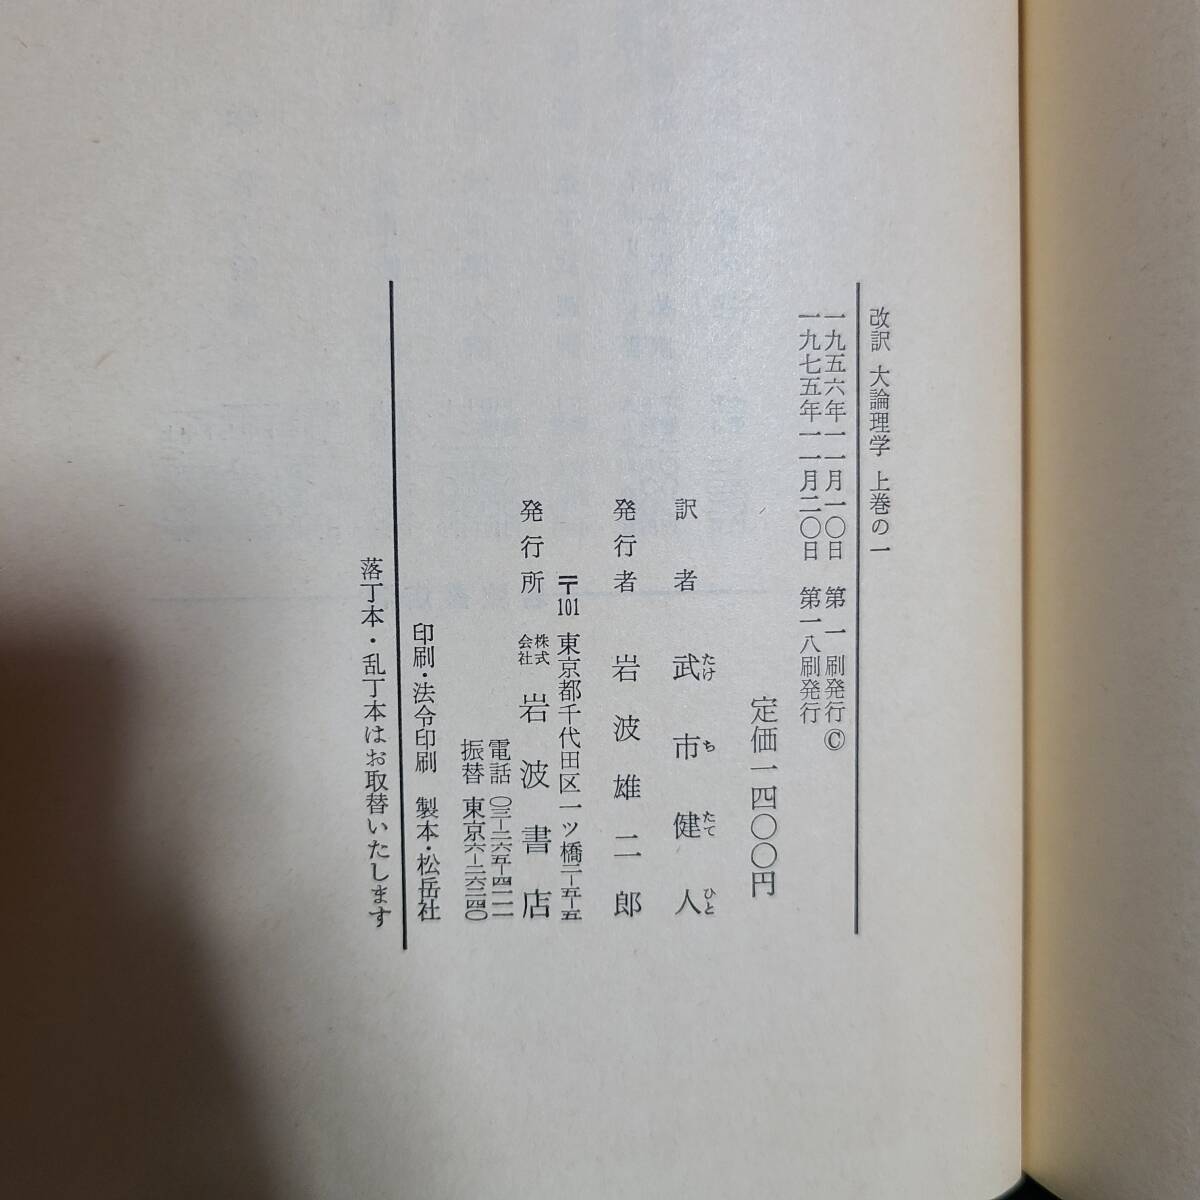 改訳 大論理学 上巻の一
一九五六年一一月一〇日 第一刷発行©
一九七五年一一月二〇日 第一八刷発行
定価一四〇〇円
訳者 武市健人
たけ ち たて ひと
発行者 岩波雄二郎
〒101 東京都千代田区一ツ橋二-五-五
発行所 株式会社 岩波書店
電話 〇三-二六五-四一一一
振替 東京六-二六二四〇
印刷・法令印刷 製本・松岳社
落丁本・乱丁本はお取替いたします